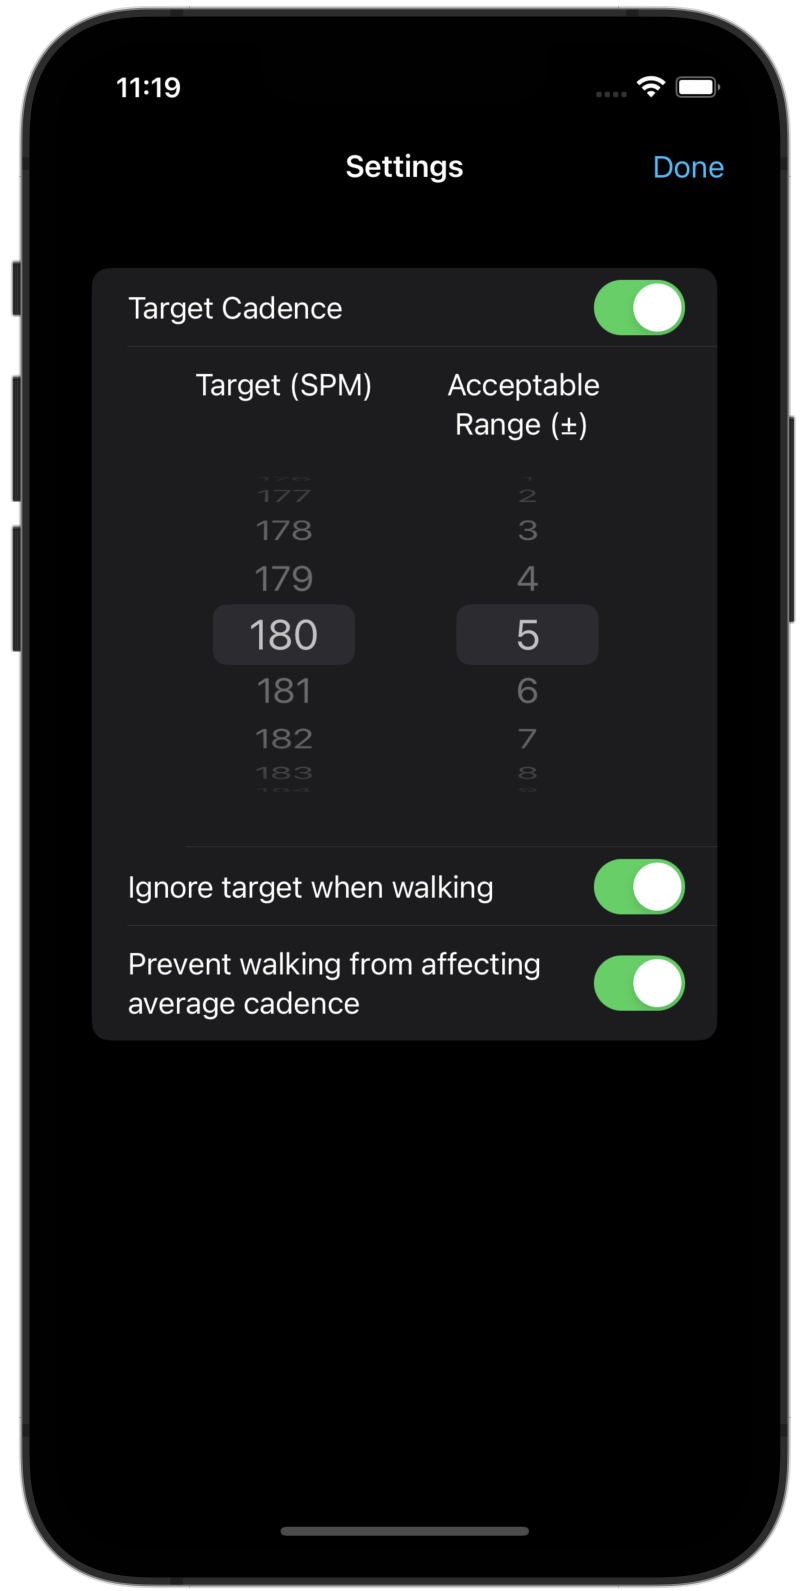 11:19
Settings
Done
Target Cadence
Target (SPM)
Acceptable
Range (±)
177
2
178
3
179
4
180
5
181
6
182
7
183
8
Ignore target when walking
Prevent walking from affecting
average cadence